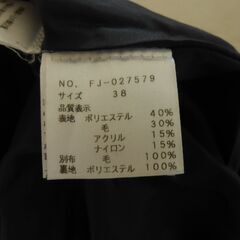 NO. FJ-027579
サイズ 38
品質表示
表地 ポリエステル 40%
毛 30%
アクリル 15%
ナイロン 15%
別布 毛 100%
裏地 ポリエステル 100%